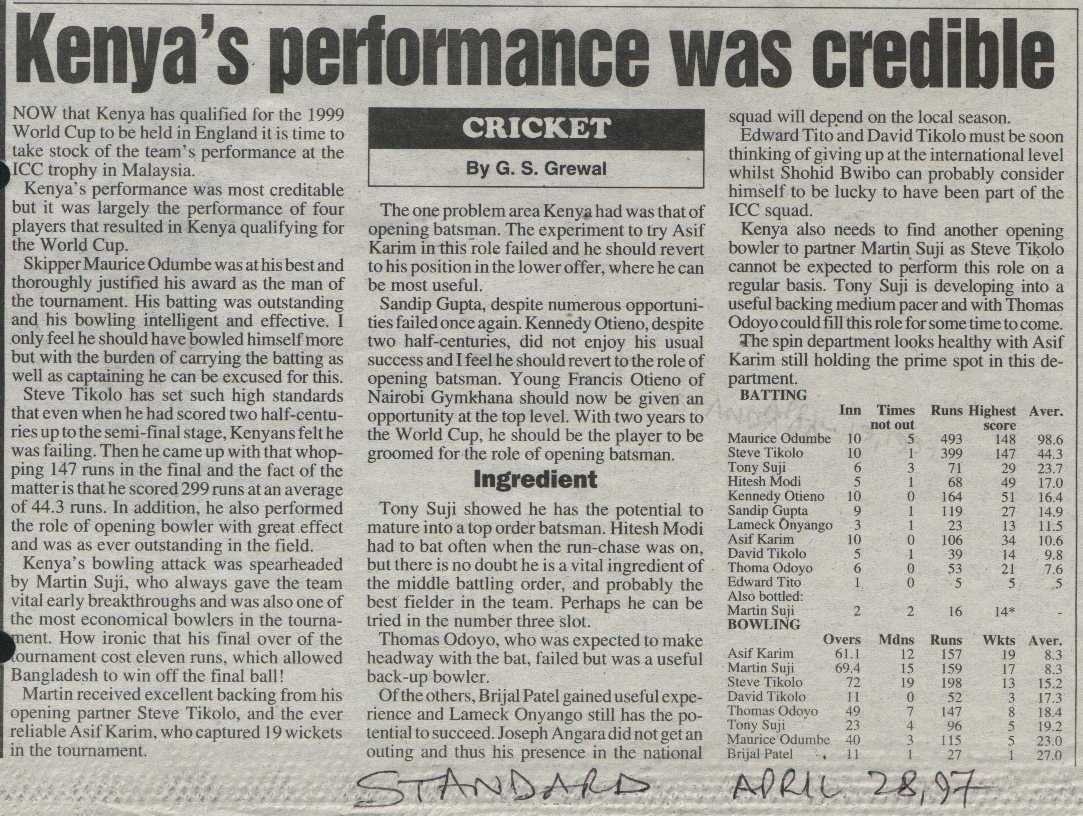 Kenya's performance was credible
NOW that Kenya has qualified for the 1999
World Cup to be held in England it is time to
take stock of the team's performance at the
ICC trophy in Malaysia.
Kenya's performance was most creditable
but it was largely the performance of four
players that resulted in Kenya qualifying for
the World Cup.
Skipper Maurice Odumbe was at his best and
thoroughly justified his award as the man of
the tournament. His batting was outstanding
and his bowling intelligent and effective. I
only feel he should have bowled himself more
but with the burden of carrying the batting as
well as captaining he can be excused for this.
Steve Tikolo has set such high standards
that even when he had scored two half-centu-
ries up to the semi-final stage, Kenyans felt he
was failing. Then he came up with that whop-
ping 147 runs in the final and the fact of the
matter is that he scored 299 runs at an average
of 44.3 runs. In addition, he also performed
the role of opening bowler with great effect
and was as ever outstanding in the field.
Kenya's bowling attack was spearheaded
by Martin Suji, who always gave the team
vital early breakthroughs and was also one of
the most economical bowlers in the tourna-
ment. How ironic that his final over of the
tournament cost eleven runs, which allowed
Bangladesh to win off the final ball!
Martin received excellent backing from his
opening partner Steve Tikolo, and the ever
reliable Asif Karim, who captured 19 wickets
in the tournament.
CRICKET
By G. S. Grewal
The one problem area Kenya had was that of
opening batsman. The experiment to try Asif
Karim in this role failed and he should revert
to his position in the lower offer, where he can
be most useful.
Sandip Gupta, despite numerous opportuni-
ties failed once again. Kennedy Otieno, despite
two half-centuries, did not enjoy his usual
success and I feel he should revert to the role of
opening batsman. Young Francis Otieno of
Nairobi Gymkhana should now be given an
opportunity at the top level. With two years to
the World Cup, he should be the player to be
groomed for the role of opening batsman.
Ingredient
Tony Suji showed he has the potential to
mature into a top order batsman. Hitesh Modi
had to bat often when the run-chase was on,
but there is no doubt he is a vital ingredient of
the middle battling order, and probably the
best fielder in the team. Perhaps he can be
tried in the number three slot.
Thomas Odoyo, who was expected to make
headway with the bat, failed but was a useful
back-up bowler.
Of the others, Brijal Patel gained useful expe-
rience and Lameck Onyango still has the po-
tential to succeed. Joseph Angara did not get an
outing and thus his presence in the national
squad will depend on the local season.
Edward Tito and David Tikolo must be soon
thinking of giving up at the international level
whilst Shohid Bwibo can probably consider
himself to be lucky to have been part of the
ICC squad.
Kenya also needs to find another opening
bowler to partner Martin Suji as Steve Tikolo
cannot be expected to perform this role on a
regular basis. Tony Suji is developing into a
useful backing medium pacer and with Thomas
Odoyo could fill this role for some time to come.
The spin department looks healthy with Asif
Karim still holding the prime spot in this de-
partment.
BATTING
Inn Times Runs Highest Aver.
not out score
Maurice Odumbe 10 5 493 148 98.6
Steve Tikolo 10 1 399 147 44.3
Tony Suji 6 3 71 29 23.7
Hitesh Modi 5 1 68 49 17.0
Kennedy Otieno 10 0 164 51 16.4
Sandip Gupta 9 1 119 27 14.9
Lameck Onyango 3 1 23 13 11.5
Asif Karim 10 0 106 34 10.6
David Tikolo 5 1 39 14 9.8
Thoma Odoyo 6 0 53 21 7.6
Edward Tito 1 0 5 5 .5
Also bottled:
Martin Suji 2 2 16 14* -
BOWLING
Overs Mdns Runs Wkts Aver.
Asif Karim 61.1 12 157 19 8.3
Martin Suji 69.4 15 159 17 8.3
Steve Tikolo 72 19 198 13 15.2
David Tikolo 11 0 52 3 17.3
Thomas Odoyo 49 7 147 8 18.4
Tony Suji 23 4 96 5 19.2
Maurice Odumbe 40 3 115 5 23.0
Brijal Patel 11 1 27 1 27.0
STANDARD APRIL 28, 97